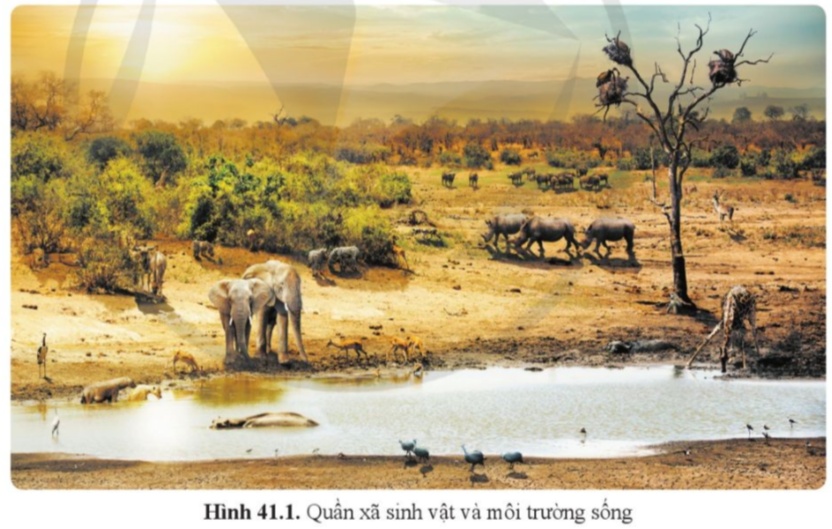 Hình 41.1. Quần xã sinh vật và môi trường sống